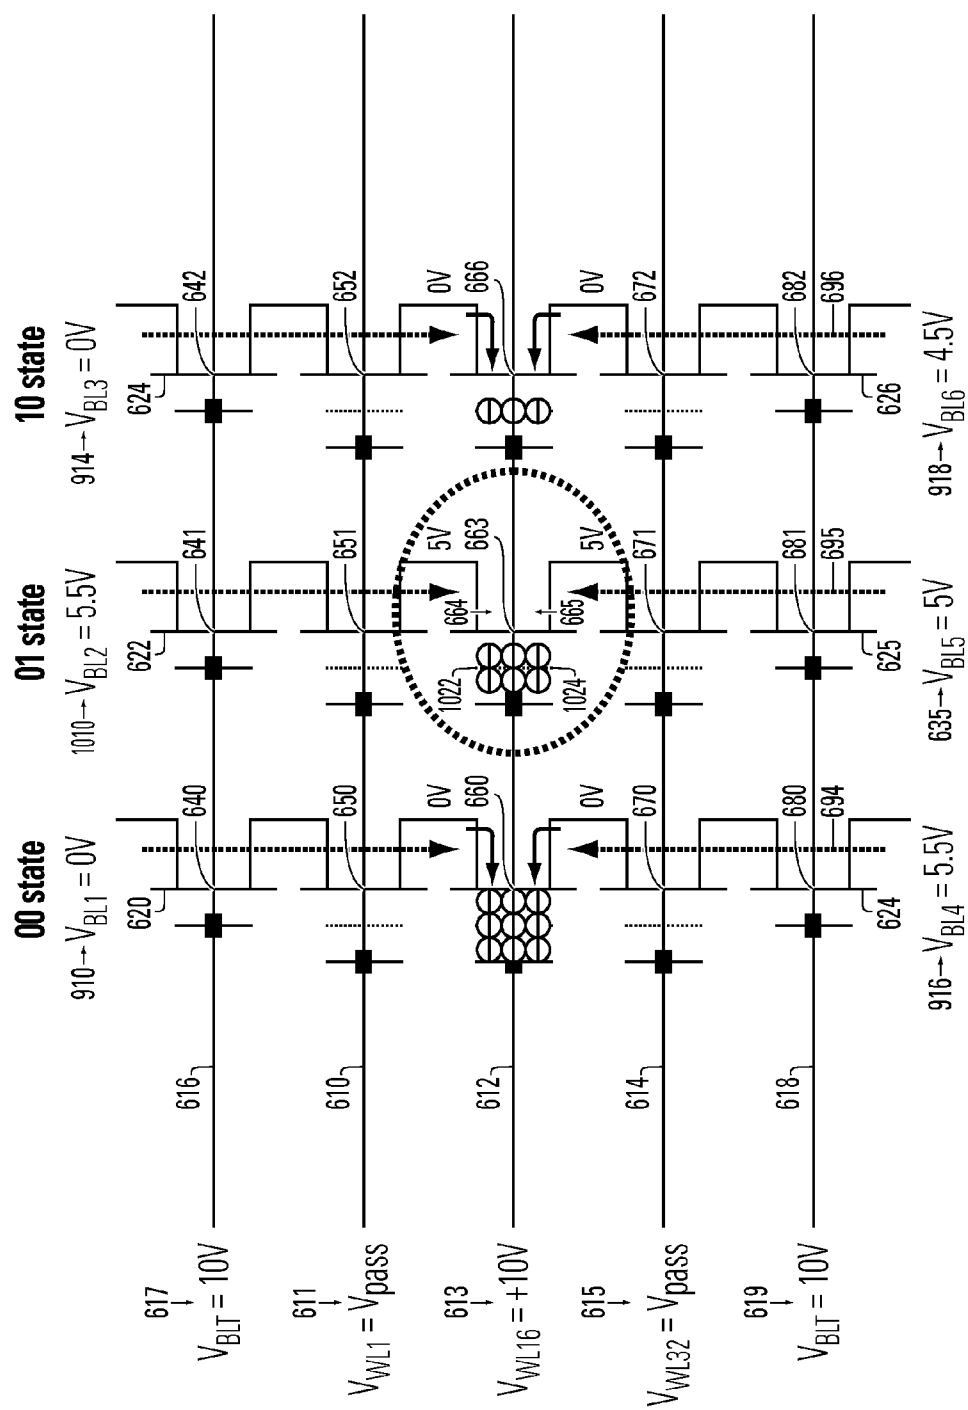 00 state
01 state
10 state
910→V_BL1 = 0V
1010→V_BL2 = 5.5V
914→V_BL3 = 0V
620
640
622
641
624
642
617
V_BLT = 10V
616
650
651
652
611
V_WL1 = V_pass
610
0V
5V
0V
660
664
663
666
1022
613
V_WL16 = +10V
612
665
1024
0V
5V
0V
670
671
672
615
V_WL32 = V_pass
614
680
681
682
619
V_BLT = 10V
618
694
695
696
624
625
626
916→V_BL4 = 5.5V
635→V_BL5 = 5V
918→V_BL6 = 4.5V